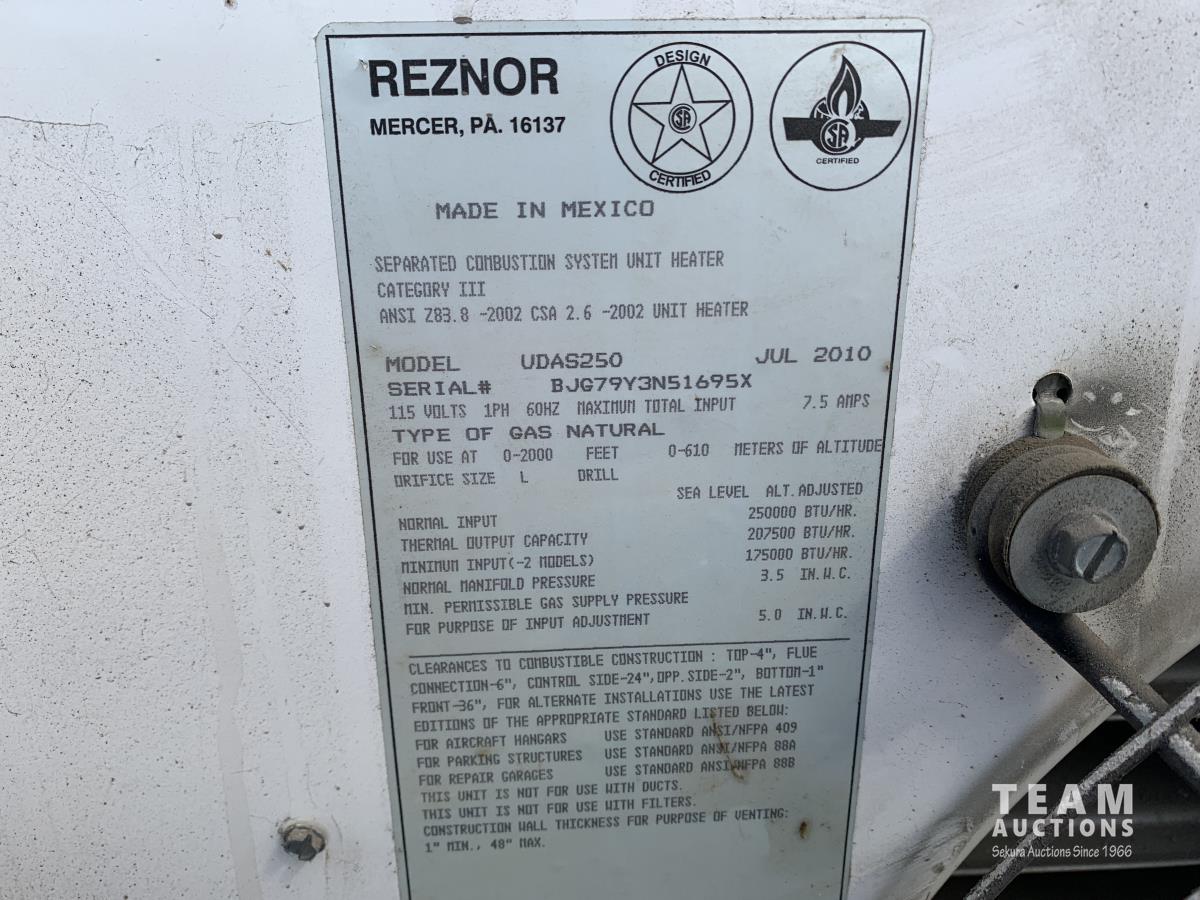 REZNOR
MERCER, PA. 16137
DESIGN
CSA
CERTIFIED
CSA
CERTIFIED
MADE IN MEXICO
SEPARATED COMBUSTION SYSTEM UNIT HEATER
CATEGORY III
ANSI Z83.8 -2002 CSA 2.6 -2002 UNIT HEATER
MODEL UDAS250 JUL 2010
SERIAL# BJG79Y3N51695X
115 VOLTS 1PH 60HZ MAXIMUM TOTAL INPUT 7.5 AMPS
TYPE OF GAS NATURAL
FOR USE AT 0-2000 FEET 0-610 METERS OF ALTITUDE
ORIFICE SIZE L DRILL
SEA LEVEL ALT.ADJUSTED
NORMAL INPUT 250000 BTU/HR.
THERMAL OUTPUT CAPACITY 207500 BTU/HR.
MINIMUM INPUT(-2 MODELS) 175000 BTU/HR.
NORMAL MANIFOLD PRESSURE 3.5 IN.W.C.
MIN. PERMISSIBLE GAS SUPPLY PRESSURE
FOR PURPOSE OF INPUT ADJUSTMENT 5.0 IN.W.C.
CLEARANCES TO COMBUSTIBLE CONSTRUCTION : TOP-4", FLUE
CONNECTION-6", CONTROL SIDE-24",OPP.SIDE-2", BOTTOM-1"
FRONT-36", FOR ALTERNATE INSTALLATIONS USE THE LATEST
EDITIONS OF THE APPROPRIATE STANDARD LISTED BELOW:
FOR AIRCRAFT HANGARS USE STANDARD ANSI/NFPA 409
FOR PARKING STRUCTURES USE STANDARD ANSI/NFPA 88A
FOR REPAIR GARAGES USE STANDARD ANSI/NFPA 88B
THIS UNIT IS NOT FOR USE WITH DUCTS.
THIS UNIT IS NOT FOR USE WITH FILTERS.
CONSTRUCTION WALL THICKNESS FOR PURPOSE OF VENTING:
1" MIN., 48" MAX.
TEAM
AUCTIONS
Sekura Auctions Since 1966